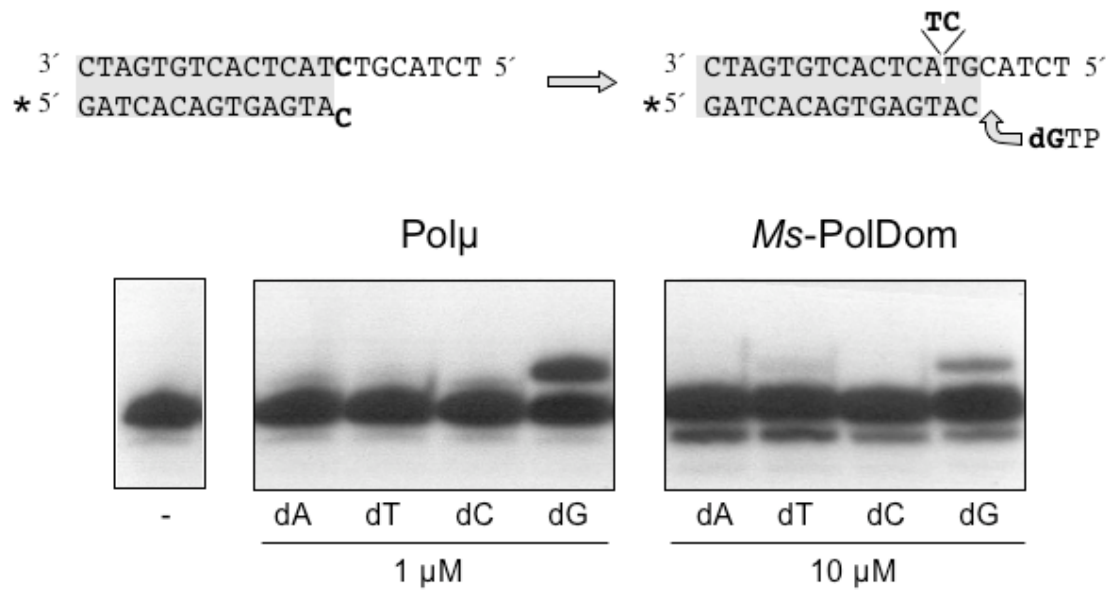 TC
3´ CTAGTGTCACTCATCTGCATCT 5´
3´ CTAGTGTCACTCATGCATCT 5´
*5´ GATCACAGTGAGTAC
*5´ GATCACAGTGAGTAC
dGTP
Polμ
Ms-PolDom
- dA dT dC dG dA dT dC dG
1 μM
10 μM